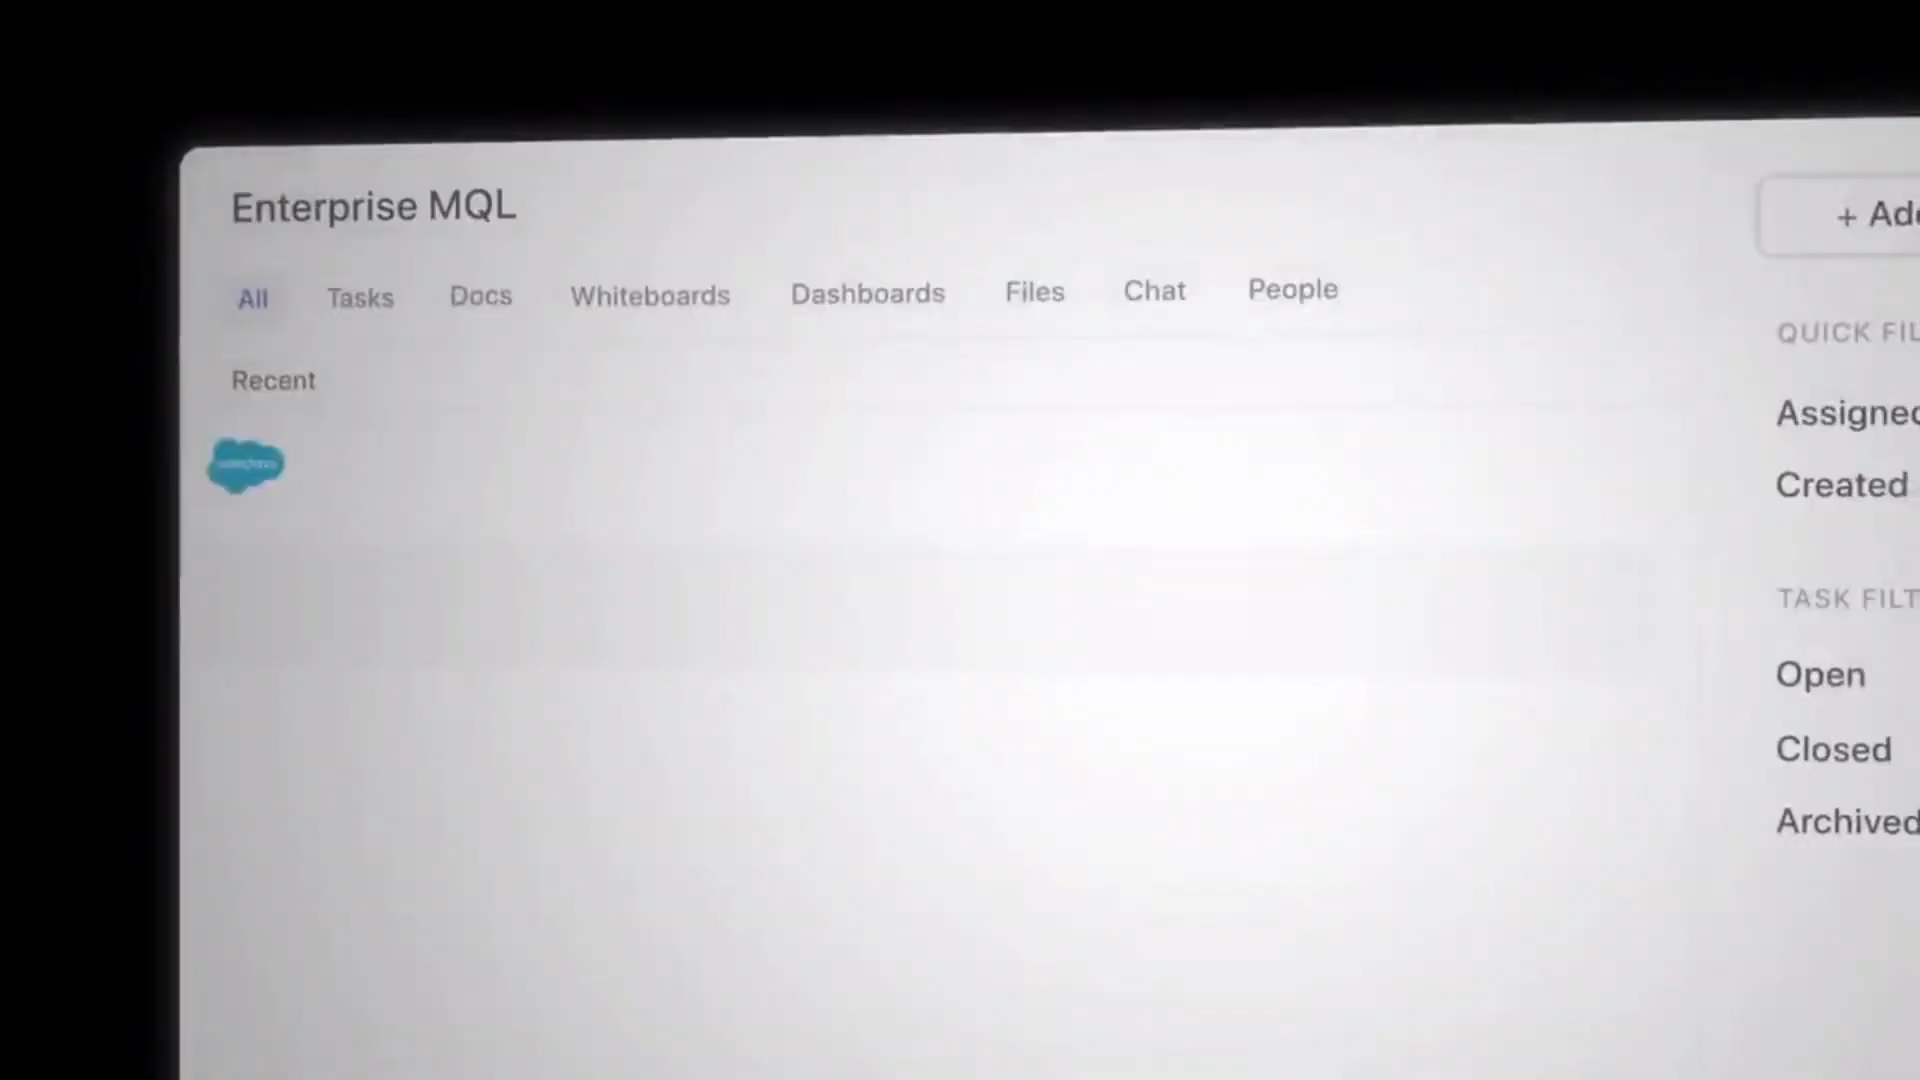 Enterprise MQL
+ Ad
All Tasks Docs Whiteboards Dashboards Files Chat People
QUICK FIL
Recent
Assigned
Created
TASK FILT
Open
Closed
Archived